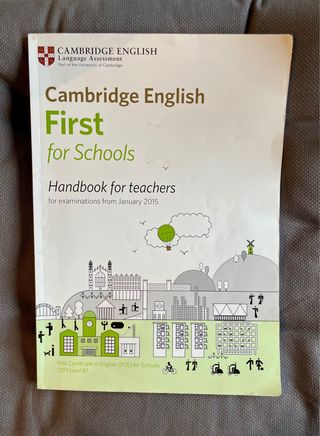 CAMBRIDGE ENGLISH
Language Assessment
Part of the University of Cambridge
Cambridge English
First
for Schools
Handbook for teachers
for examinations from January 2015
First Certificate in English (FCE) for Schools
CEFR Level B2